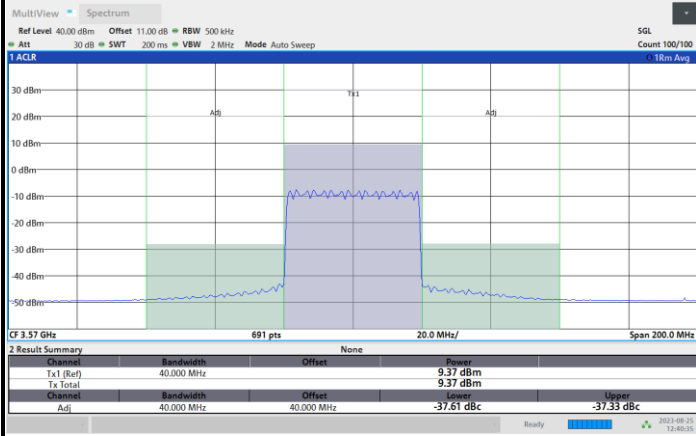 MultiView Spectrum
Ref Level 40.00 dBm Offset 11.00 dB RBW 500 kHz SGL
Att 30 dB SWT 200 ms VBW 2 MHz Mode Auto Sweep Count 100/100
1 ACLR 1Rm Avg
30 dBm
Tx1
20 dBm
Adj Adj
10 dBm
0 dBm
-10 dBm
-20 dBm
-30 dBm
-40 dBm
-50 dBm
CF 3.57 GHz 691 pts 20.0 MHz/ Span 200.0 MHz
2 Result Summary None
Channel Bandwidth Offset Power
Tx1 (Ref) 40.000 MHz 9.37 dBm
Tx Total 9.37 dBm
Channel Bandwidth Offset Lower Upper
Adj 40.000 MHz 40.000 MHz -37.61 dBc -37.33 dBc
Ready 2023-08-25
12:40:35